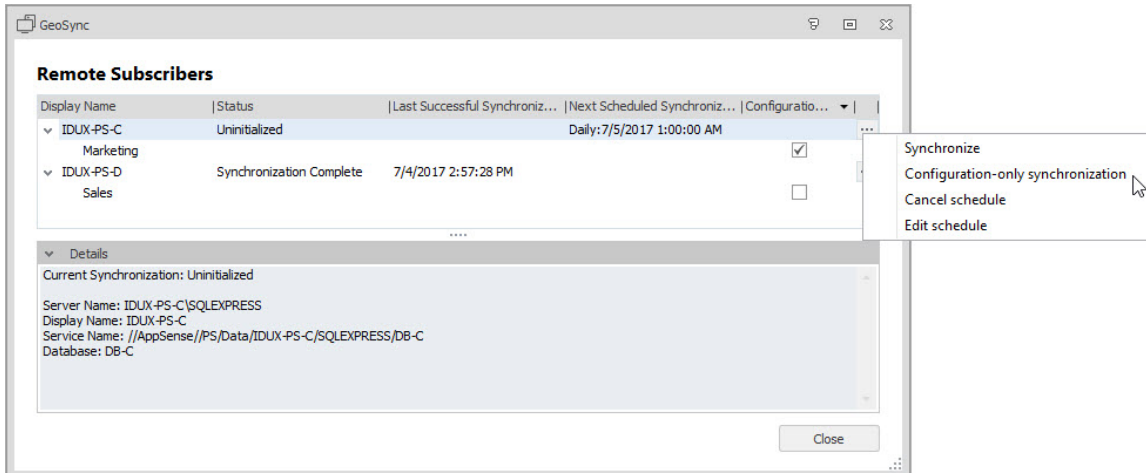 GeoSync
Remote Subscribers
Display Name |Status |Last Successful Synchroniz... |Next Scheduled Synchroniz... |Configuratio...
IDUX-PS-C Uninitialized Daily:7/5/2017 1:00:00 AM ...
Marketing
IDUX-PS-D Synchronization Complete 7/4/2017 2:57:28 PM
Sales
Synchronize
Configuration-only synchronization
Cancel schedule
Edit schedule
Details
Current Synchronization: Uninitialized
Server Name: IDUX-PS-C\SQLEXPRESS
Display Name: IDUX-PS-C
Service Name: //AppSense//PS/Data/IDUX-PS-C/SQLEXPRESS/DB-C
Database: DB-C
Close